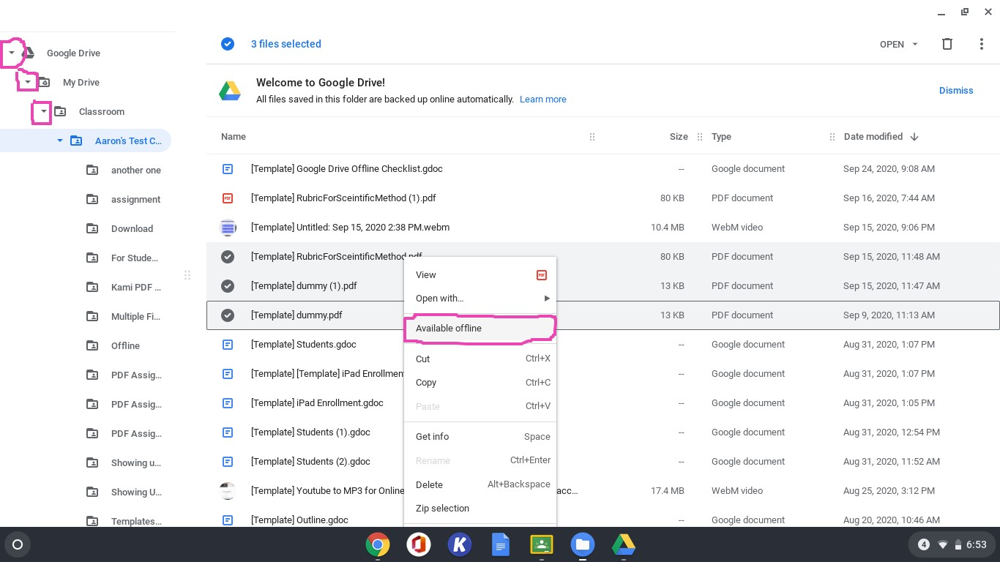 Google Drive
My Drive
Classroom
Aaron's Test C...
another one
assignment
Download
For Stude...
Kami PDF ...
Multiple Fi...
Offline
PDF Assig...
PDF Assig...
PDF Assig...
Showing u...
Showing U...
Templates...
3 files selected
OPEN
Welcome to Google Drive!
All files saved in this folder are backed up online automatically. Learn more
Dismiss
Name Size Type Date modified
[Template] Google Drive Offline Checklist.gdoc -- Google document Sep 24, 2020, 9:08 AM
[Template] RubricForSceintificMethod (1).pdf 80 KB PDF document Sep 16, 2020, 7:44 AM
[Template] Untitled: Sep 15, 2020 2:38 PM.webm 10.4 MB WebM video Sep 15, 2020, 9:06 PM
[Template] RubricForSceintificMethod.pdf 80 KB PDF document Sep 15, 2020, 11:48 AM
[Template] dummy (1).pdf 13 KB PDF document Sep 15, 2020, 11:47 AM
[Template] dummy.pdf 13 KB PDF document Sep 9, 2020, 11:13 AM
[Template] Students.gdoc -- Google document Aug 31, 2020, 1:07 PM
[Template] [Template] iPad Enrollment -- Google document Aug 31, 2020, 1:07 PM
[Template] iPad Enrollment.gdoc -- Google document Aug 31, 2020, 1:05 PM
[Template] Students (1).gdoc -- Google document Aug 31, 2020, 12:54 PM
[Template] Students (2).gdoc -- Google document Aug 31, 2020, 11:52 AM
[Template] Youtube to MP3 for Online acc... 17.4 MB WebM video Aug 25, 2020, 3:12 PM
[Template] Outline.gdoc -- Google document Aug 20, 2020, 10:46 AM
View PDF
Open with...
Available offline
Cut Ctrl+X
Copy Ctrl+C
Paste Ctrl+V
Get info Space
Rename Ctrl+Enter
Delete Alt+Backspace
Zip selection
K
4 6:53